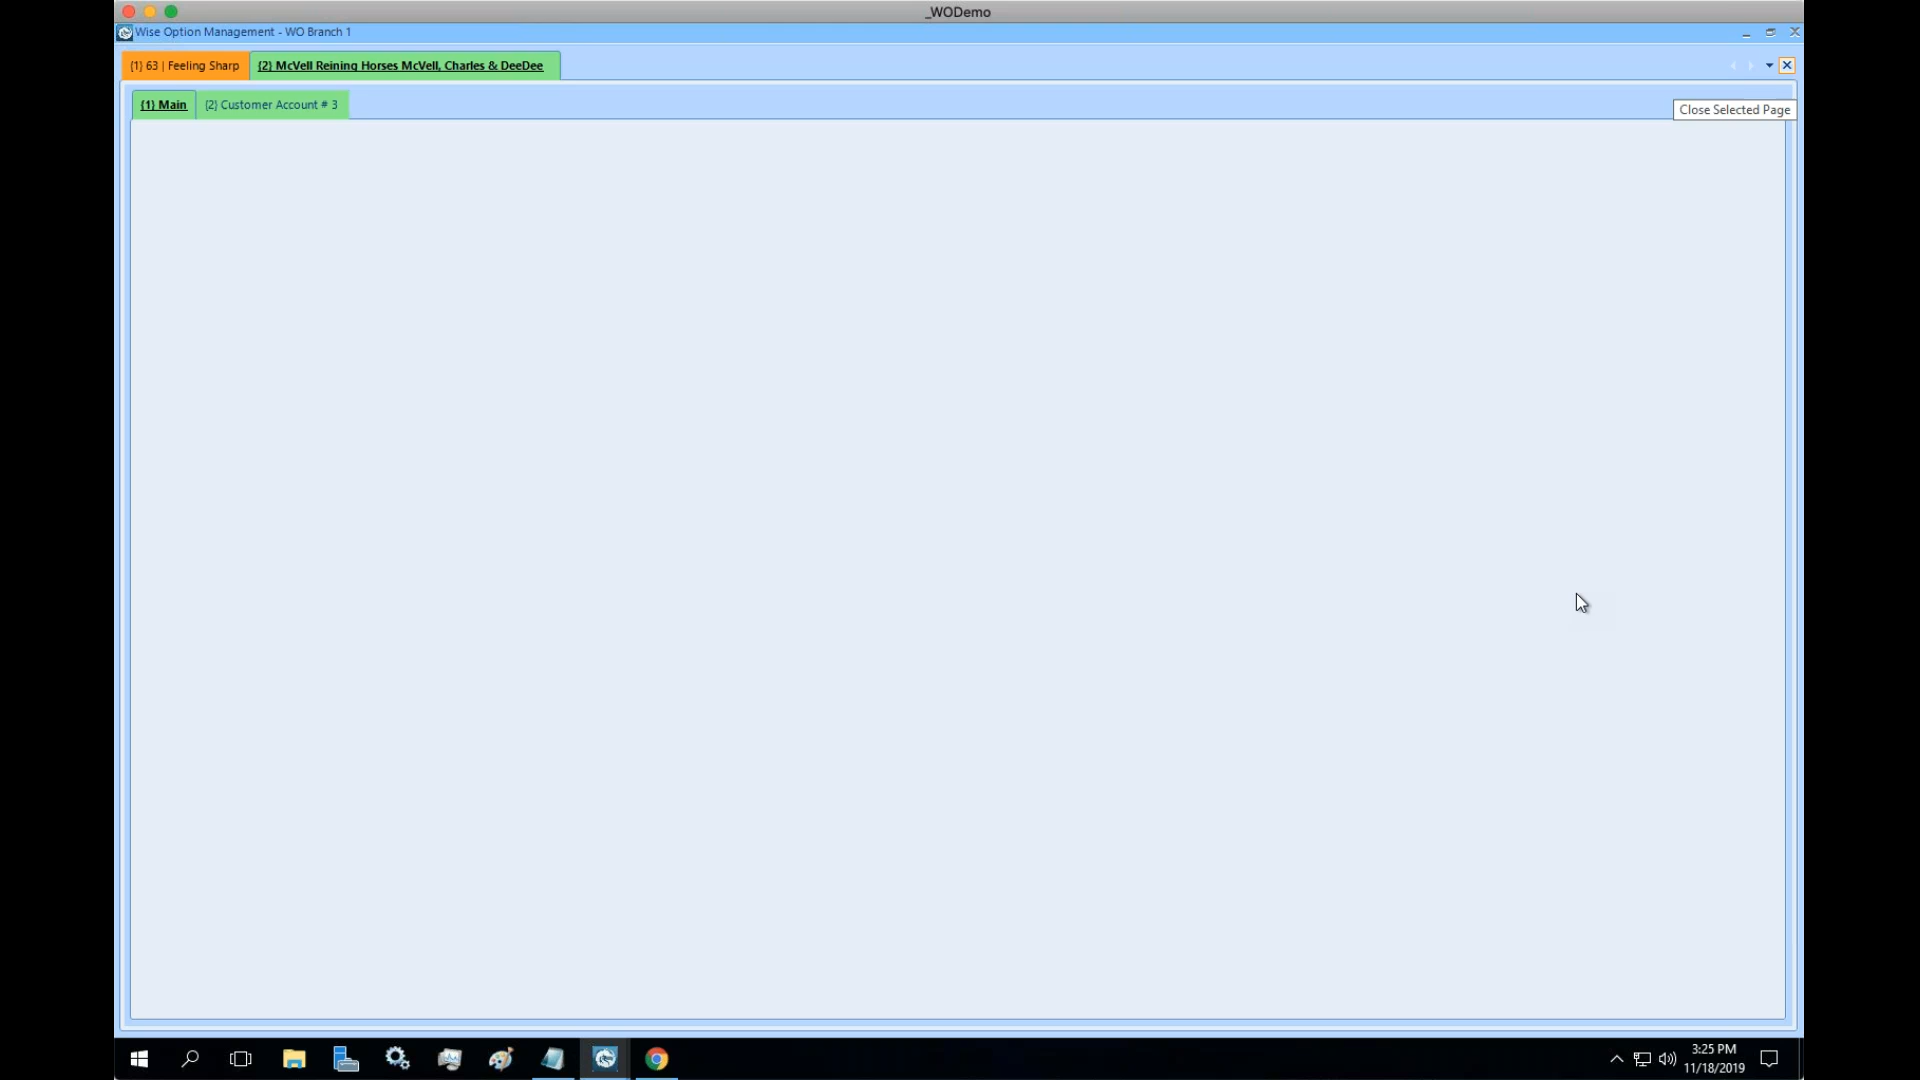 _WODemo
Wise Option Management - WO Branch 1
{1} 63 | Feeling Sharp
{2} McVell Reining Horses McVell, Charles & DeeDee
{1} Main
{2} Customer Account # 3
Close Selected Page
3:25 PM
11/18/2019